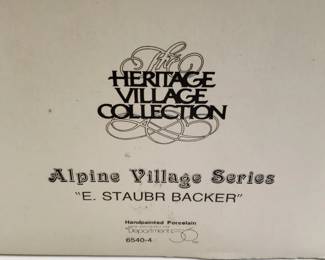 The
HERITAGE
VILLAGE
COLLECTION
Alpine Village Series
"E. STAUBR BACKER"
Handpainted Porcelain
Department 56
6540-4